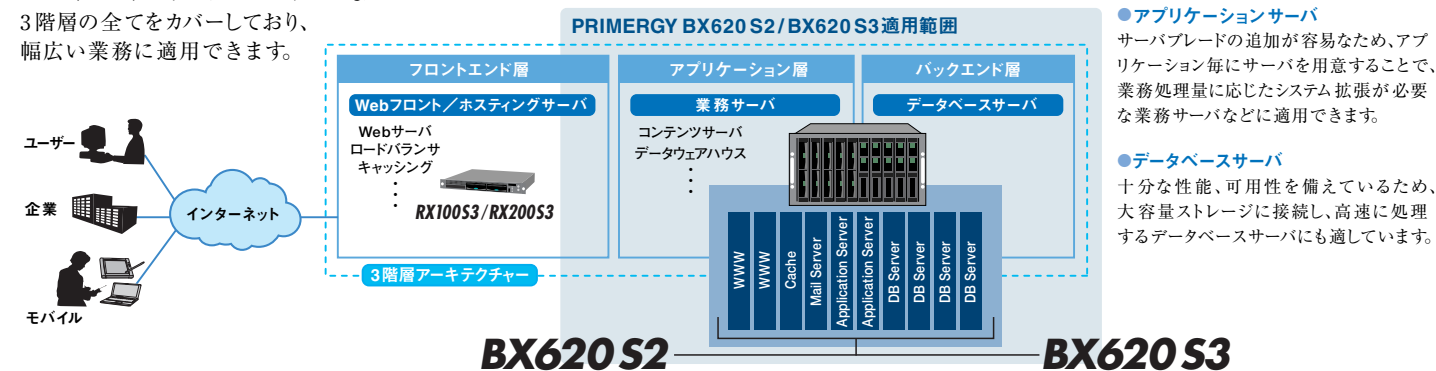 3階層の全てをカバーしており、
幅広い業務に適用できます。
PRIMERGY BX620 S2/BX620 S3適用範囲
フロントエンド層
アプリケーション層
バックエンド層
Webフロント/ホスティングサーバ
業務サーバ
データベースサーバ
Webサーバ
ロードバランサ
キャッシング
・
・
・
RX100S3/RX200S3
コンテンツサーバ
データウェアハウス
・
・
・
ユーザー
企業
モバイル
インターネット
3階層アーキテクチャー
WWW
WWW
Cache
Mail Server
Application Server
Application Server
DB Server
DB Server
DB Server
DB Server
BX620 S2
BX620 S3
●アプリケーションサーバ
サーバブレードの追加が容易なため、アプ
リケーション毎にサーバを用意することで、
業務処理量に応じたシステム拡張が必要
な業務サーバなどに適用できます。
●データベースサーバ
十分な性能、可用性を備えているため、
大容量ストレージに接続し、高速に処理
するデータベースサーバにも適しています。